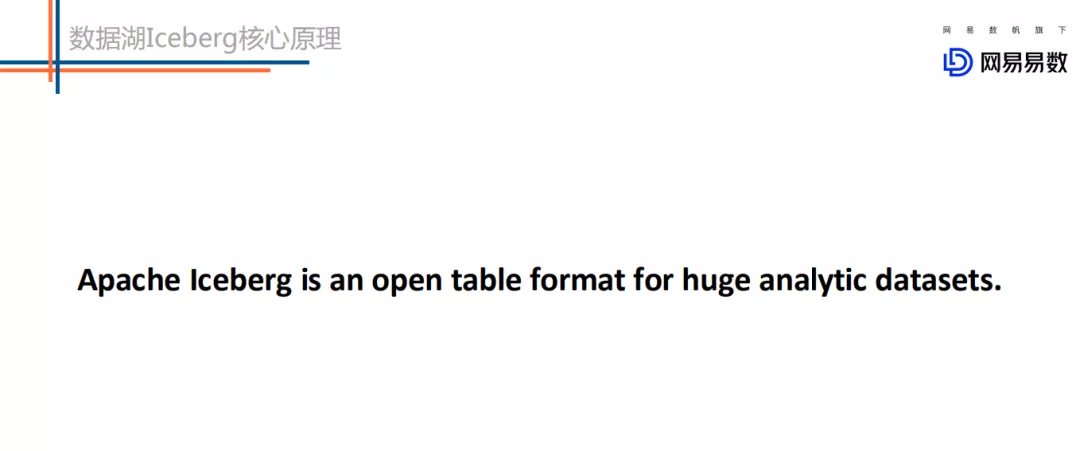 数据湖Iceberg核心原理
网易数帆旗下
网易易数
Apache Iceberg is an open table format for huge analytic datasets.